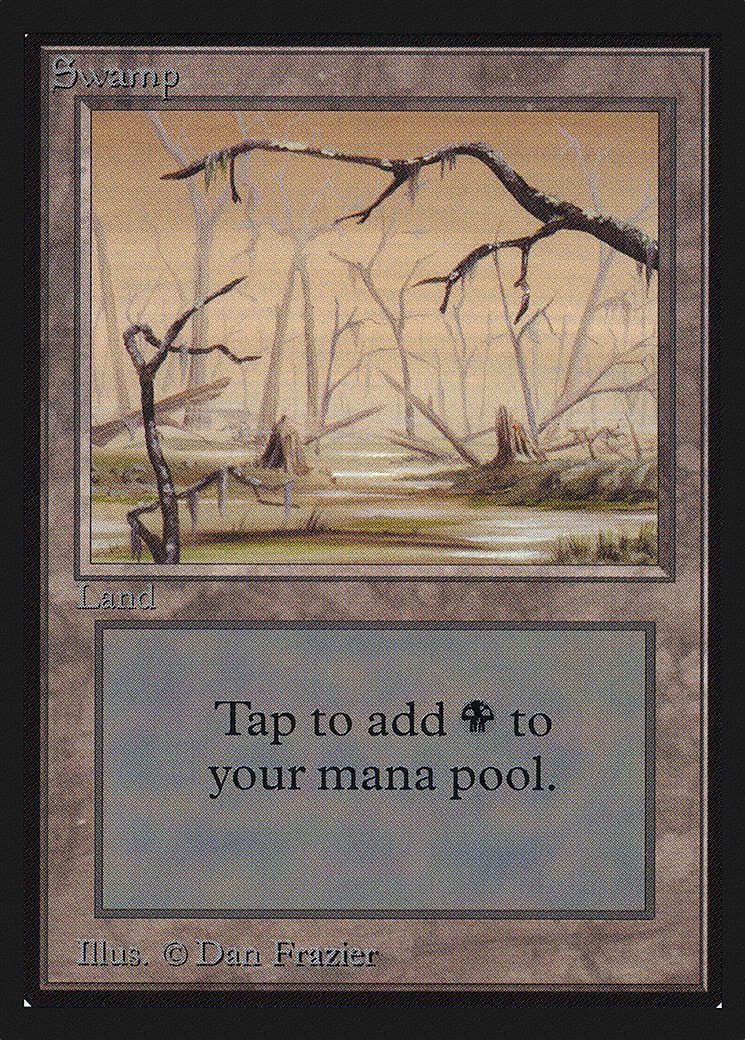 Swamp
Land
Tap to add to
your mana pool.
Illus. © Dan Frazier